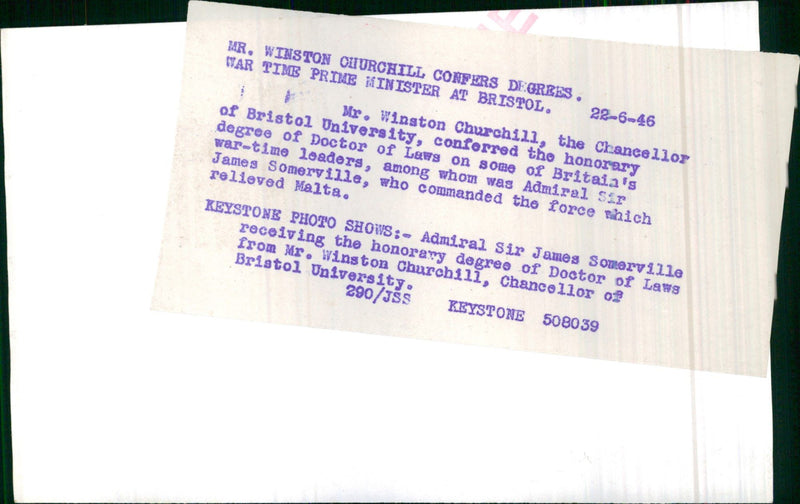 MR. WINSTON CHURCHILL CONFERS DEGREES.
WAR TIME PRIME MINISTER AT BRISTOL. 22-6-46
Mr. Winston Churchill, the Chancellor
of Bristol University, conferred the honorary
degree of Doctor of Laws on some of Britain's
war-time leaders, among whom was Admiral Sir
James Somerville, who commanded the force which
relieved Malta.
KEYSTONE PHOTO SHOWS:- Admiral Sir James Somerville
receiving the honorary degree of Doctor of Laws
from Mr. Winston Churchill, Chancellor of
Bristol University.
290/JSS KEYSTONE 508039